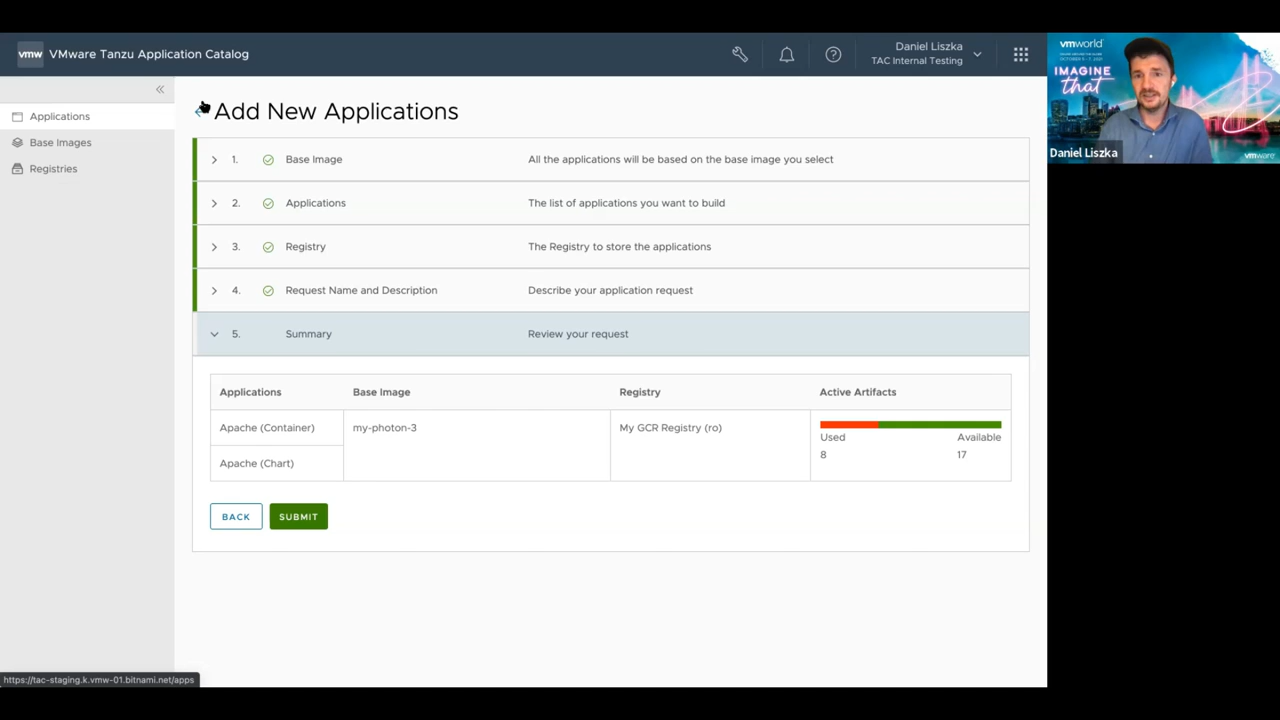 vmw VMware Tanzu Application Catalog
Daniel Liszka
TAC Internal Testing
Applications
Base Images
Registries
Add New Applications
1. Base Image All the applications will be based on the base image you select
2. Applications The list of applications you want to build
3. Registry The Registry to store the applications
4. Request Name and Description Describe your application request
5. Summary Review your request
Applications Base Image Registry Active Artifacts
Apache (Container) my-photon-3 My GCR Registry (ro)
Used Available
8 17
Apache (Chart)
BACK SUBMIT
https://tac-staging.k.vmw-01.bitnami.net/apps
vmworld
IMAGINE
that
Daniel Liszka
vmware